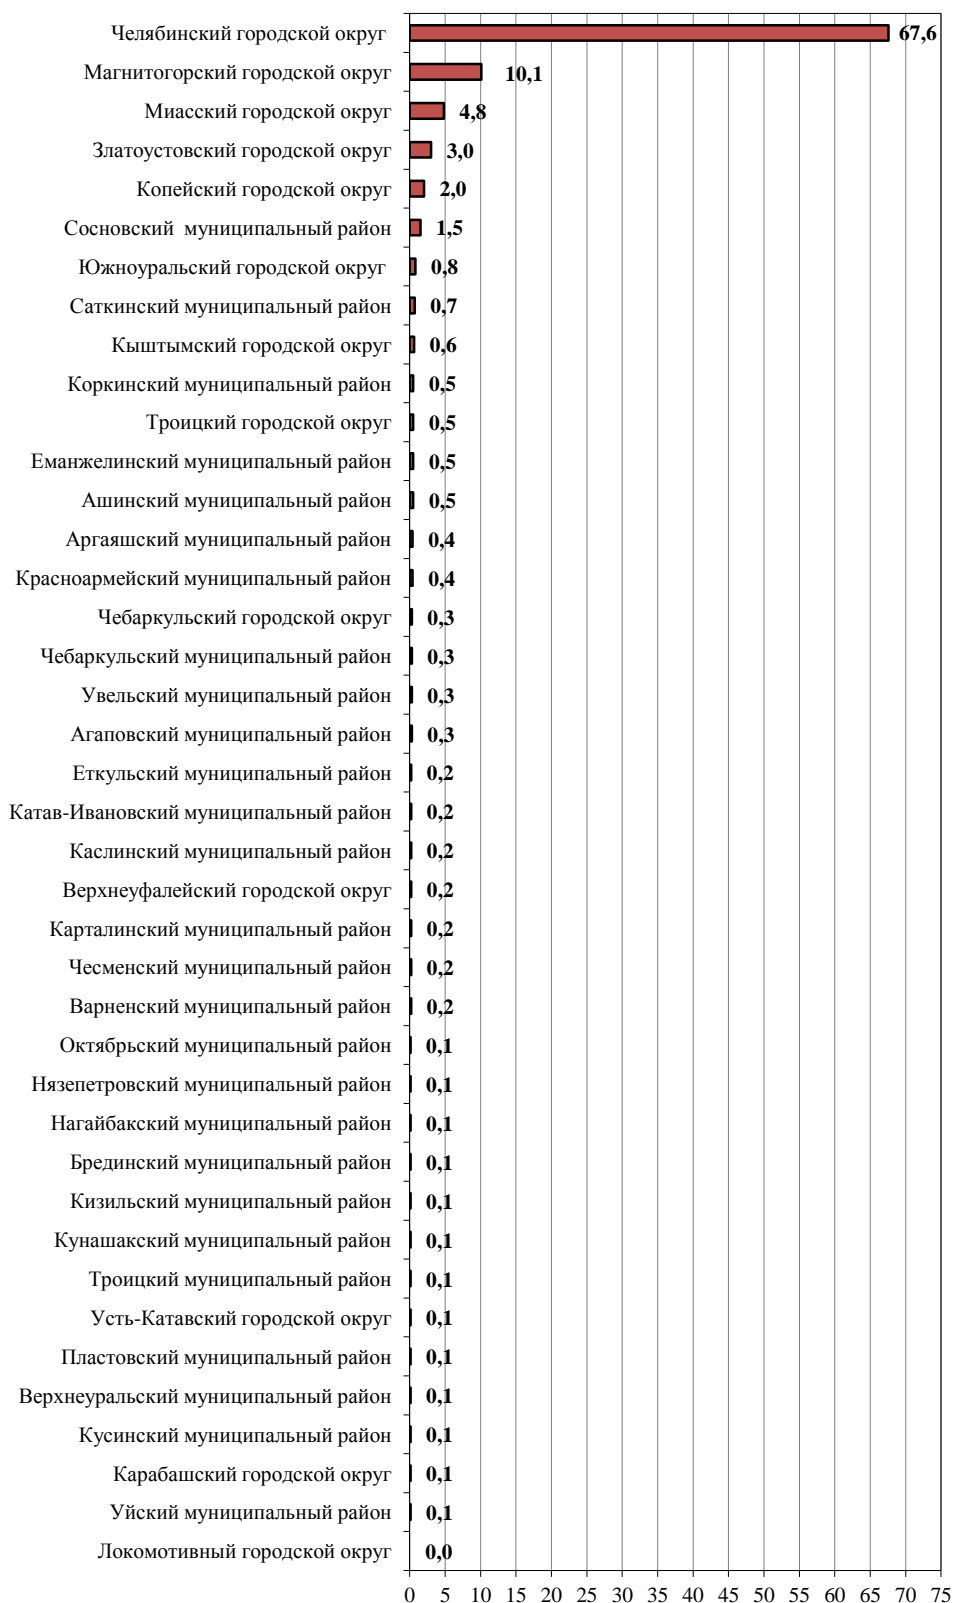 Челябинский городской округ 67,6
Магнитогорский городской округ 10,1
Миасский городской округ 4,8
Златоустовский городской округ 3,0
Копейский городской округ 2,0
Сосновский муниципальный район 1,5
Южноуральский городской округ 0,8
Саткинский муниципальный район 0,7
Кыштымский городской округ 0,6
Коркинский муниципальный район 0,5
Троицкий городской округ 0,5
Еманжелинский муниципальный район 0,5
Ашинский муниципальный район 0,5
Аргаяшский муниципальный район 0,4
Красноармейский муниципальный район 0,4
Чебаркульский городской округ 0,3
Чебаркульский муниципальный район 0,3
Увельский муниципальный район 0,3
Агаповский муниципальный район 0,3
Еткульский муниципальный район 0,2
Катав-Ивановский муниципальный район 0,2
Каслинский муниципальный район 0,2
Верхнеуфалейский городской округ 0,2
Карталинский муниципальный район 0,2
Чесменский муниципальный район 0,2
Варненский муниципальный район 0,2
Октябрьский муниципальный район 0,1
Нязепетровский муниципальный район 0,1
Нагайбакский муниципальный район 0,1
Брединский муниципальный район 0,1
Кизильский муниципальный район 0,1
Кунашакский муниципальный район 0,1
Троицкий муниципальный район 0,1
Усть-Катавский городской округ 0,1
Пластовский муниципальный район 0,1
Верхнеуральский муниципальный район 0,1
Кусинский муниципальный район 0,1
Карабашский городской округ 0,1
Уйский муниципальный район 0,1
Локомотивный городской округ 0,0
0 5 10 15 20 25 30 35 40 45 50 55 60 65 70 75